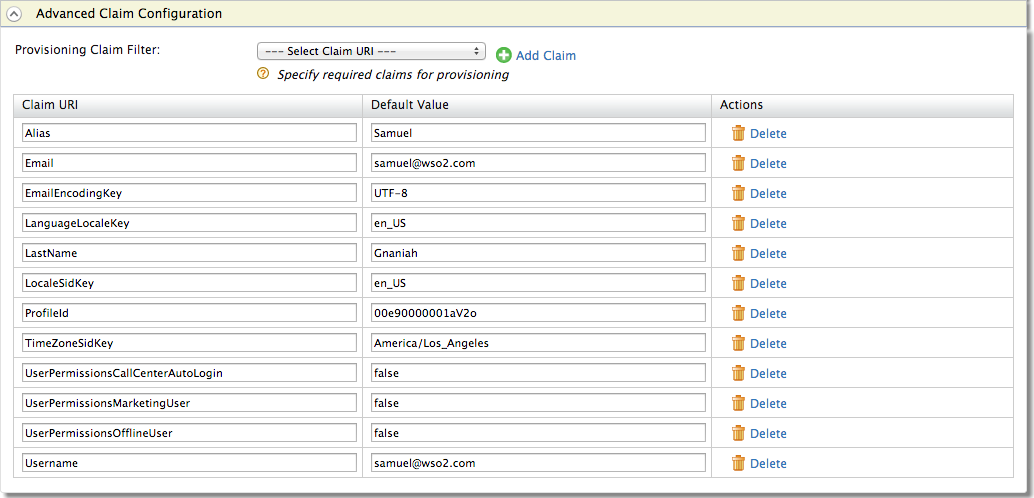 Advanced Claim Configuration
Provisioning Claim Filter: --- Select Claim URI --- Add Claim
? Specify required claims for provisioning
Claim URI Default Value Actions
Alias Samuel Delete
Email samuel@wso2.com Delete
EmailEncodingKey UTF-8 Delete
LanguageLocaleKey en_US Delete
LastName Gnaniah Delete
LocaleSidKey en_US Delete
ProfileId 00e90000001aV2o Delete
TimeZoneSidKey America/Los_Angeles Delete
UserPermissionsCallCenterAutoLogin false Delete
UserPermissionsMarketingUser false Delete
UserPermissionsOfflineUser false Delete
Username samuel@wso2.com Delete